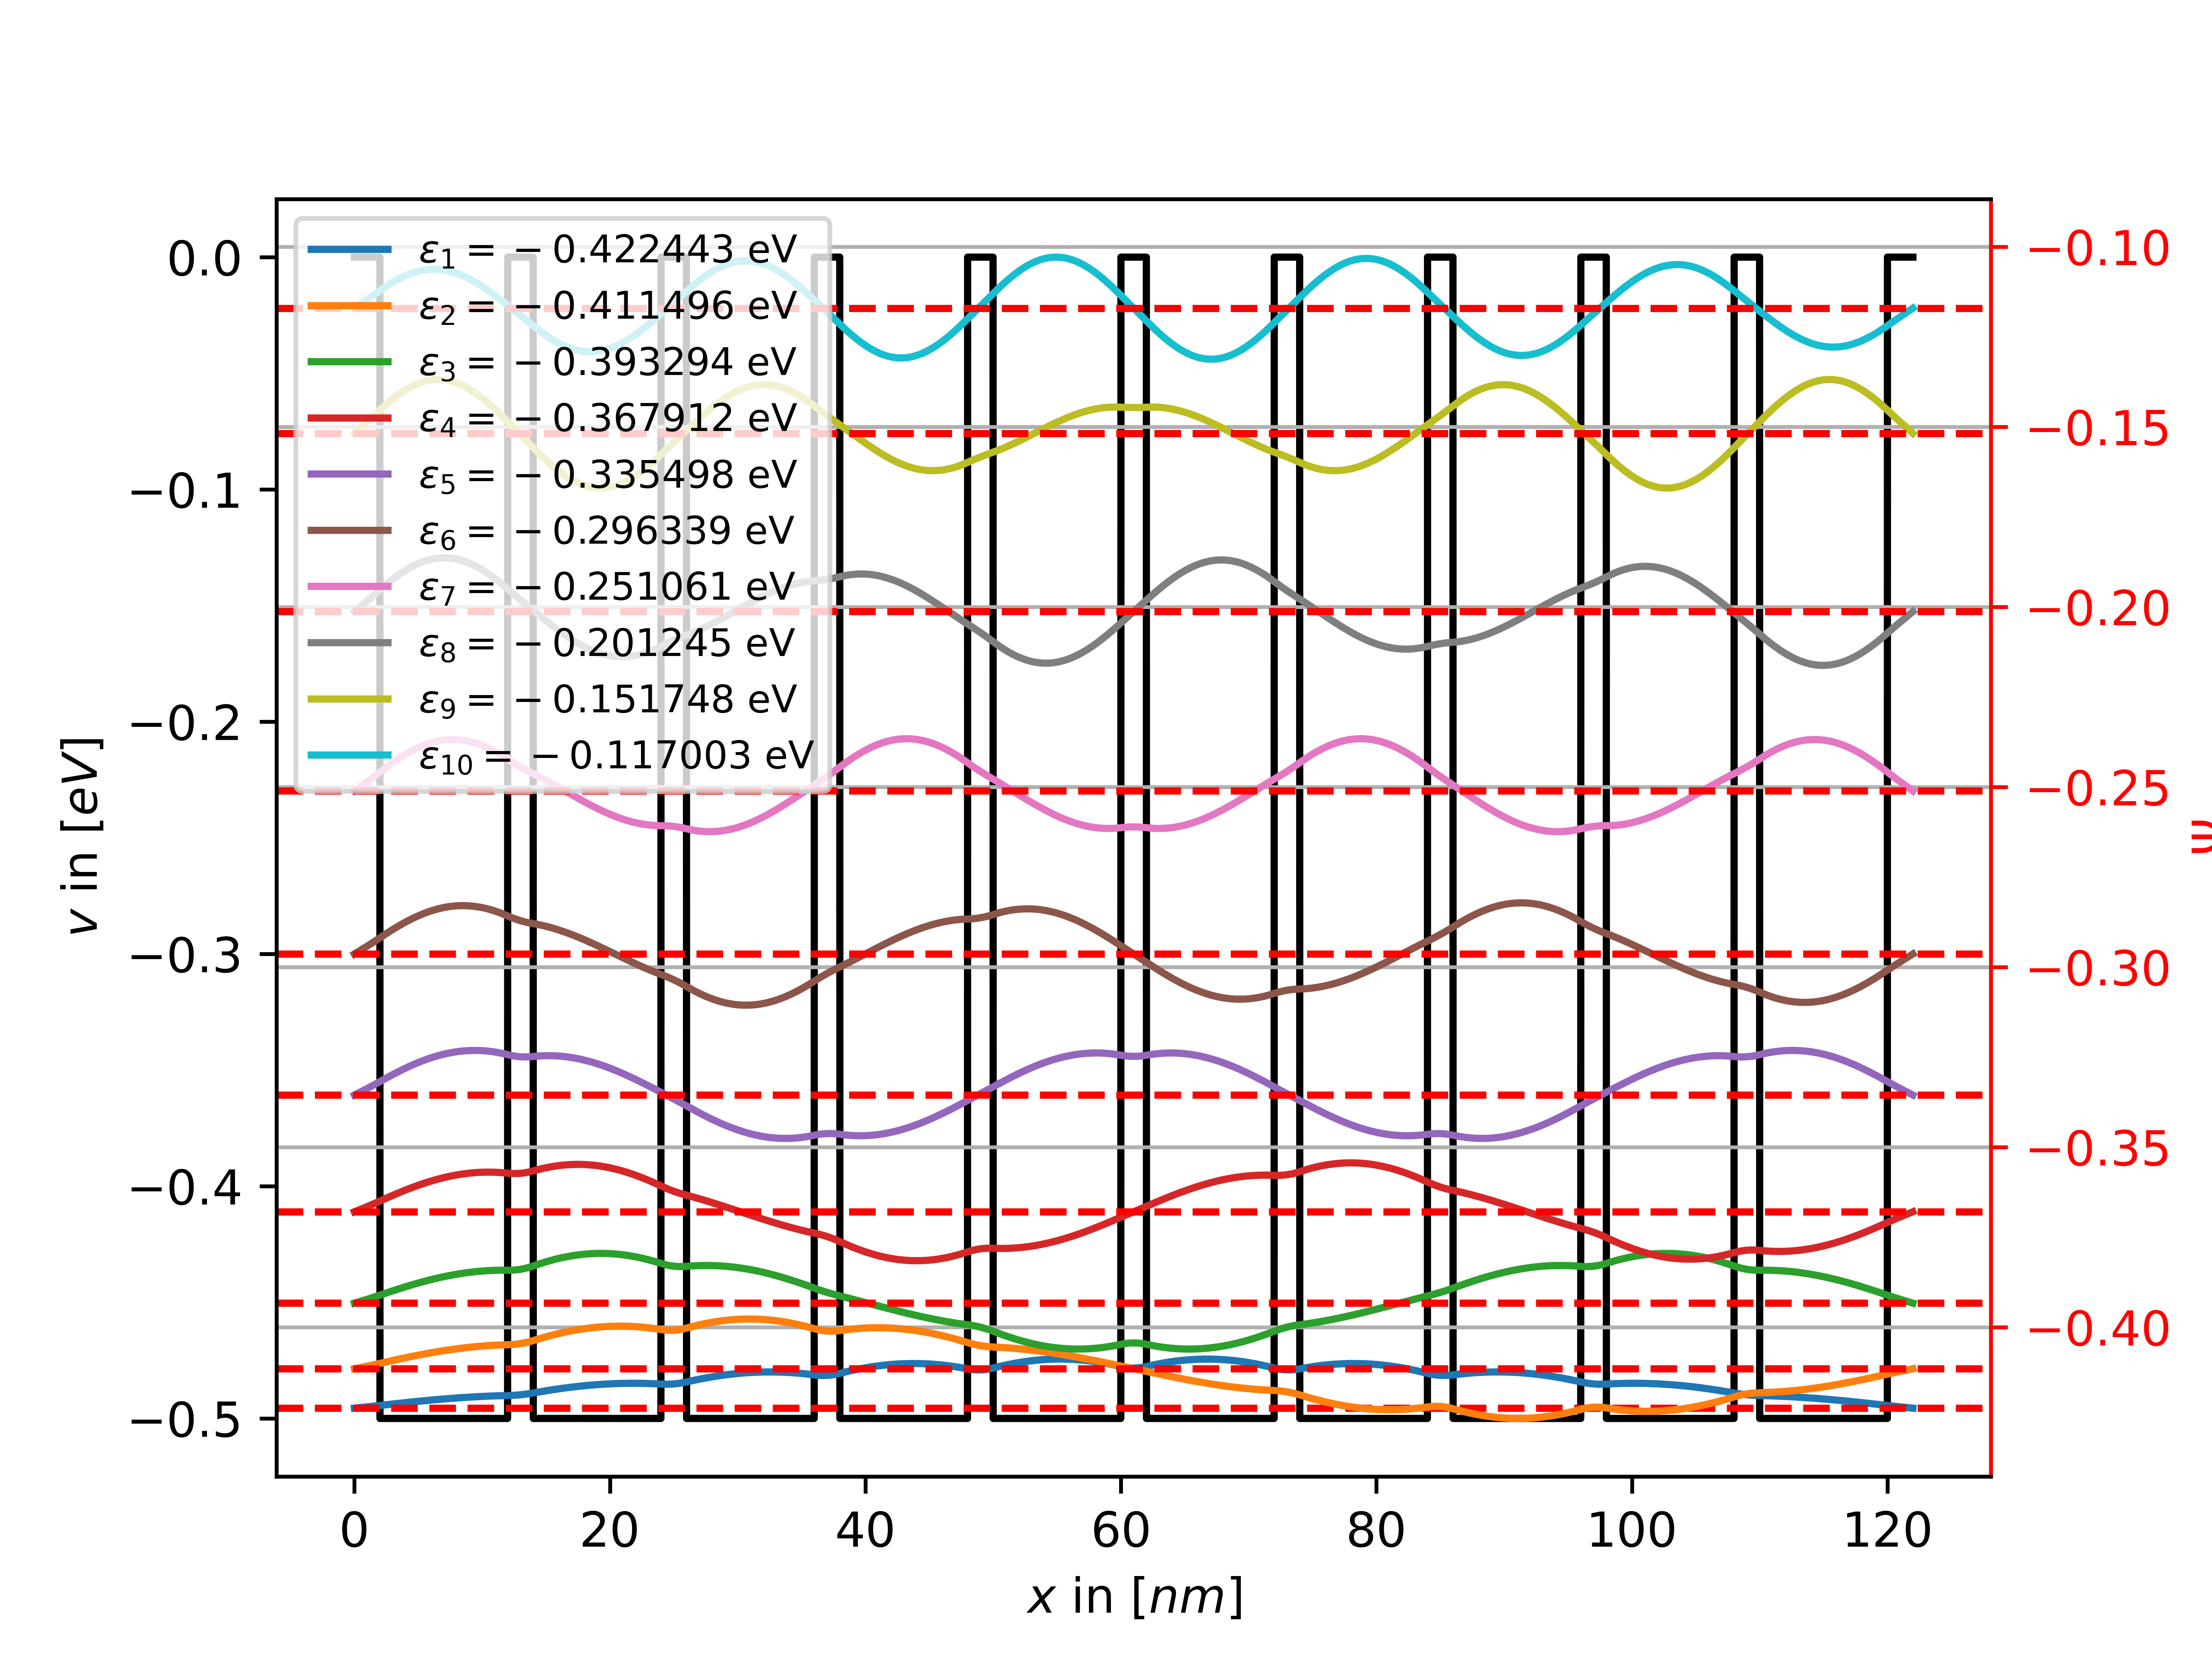 ε₁ = −0.422443 eV
ε₂ = −0.411496 eV
ε₃ = −0.393294 eV
ε₄ = −0.367912 eV
ε₅ = −0.335498 eV
ε₆ = −0.296339 eV
ε₇ = −0.251061 eV
ε₈ = −0.201245 eV
ε₉ = −0.151748 eV
ε₁₀ = −0.117003 eV
0.0
−0.1
−0.2
−0.3
−0.4
−0.5
v in [eV]
0 20 40 60 80 100 120
x in [nm]
−0.10
−0.15
−0.20
−0.25
−0.30
−0.35
−0.40